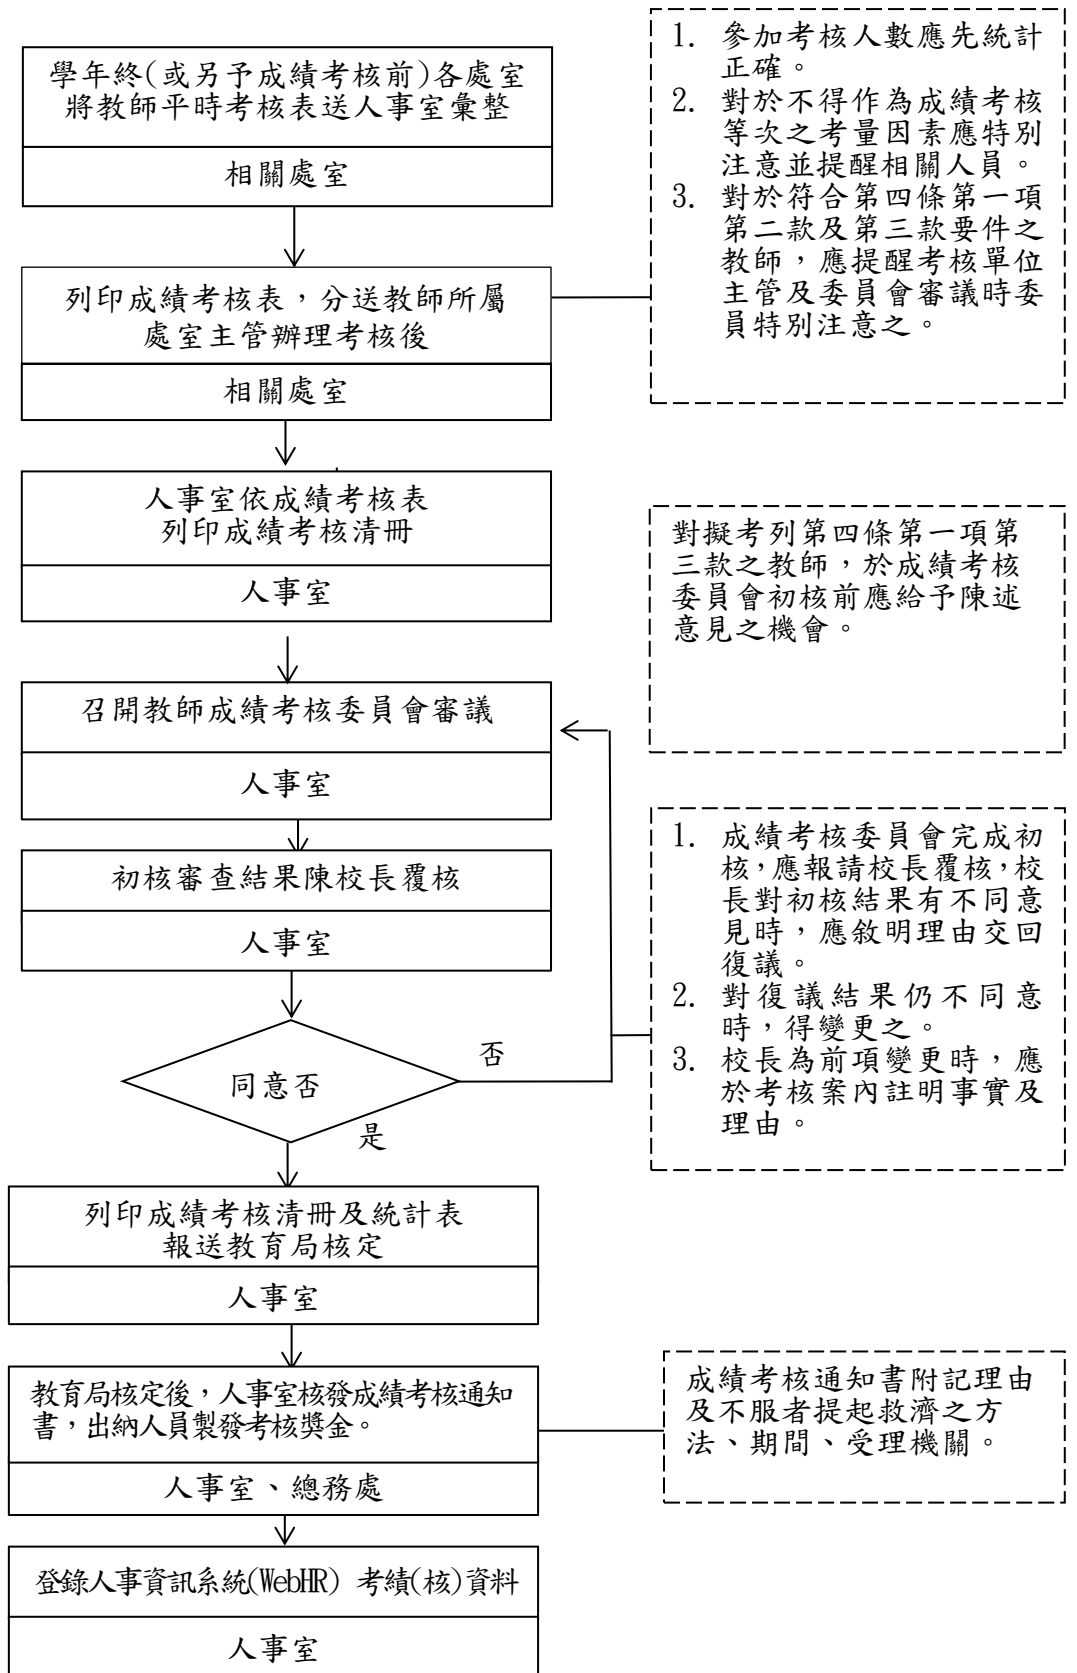 學年終(或另予成績考核前)各處室
將教師平時考核表送人事室彙整
相關處室
1. 參加考核人數應先統計
正確。
2. 對於不得作為成績考核
等次之考量因素應特別
注意並提醒相關人員。
3. 對於符合第四條第一項
第二款及第三款要件之
教師，應提醒考核單位
主管及委員會審議時委
員特別注意之。
列印成績考核表，分送教師所屬
處室主管辦理考核後
相關處室
人事室依成績考核表
列印成績考核清冊
人事室
對擬考列第四條第一項第
三款之教師，於成績考核
委員會初核前應給予陳述
意見之機會。
召開教師成績考核委員會審議
人事室
初核審查結果陳校長覆核
人事室
1. 成績考核委員會完成初
核，應報請校長覆核，校
長對初核結果有不同意
見時，應敘明理由交回
復議。
2. 對復議結果仍不同意
時，得變更之。
3. 校長為前項變更時，應
於考核案內註明事實及
理由。
同意否
否
是
列印成績考核清冊及統計表
報送教育局核定
人事室
教育局核定後，人事室核發成績考核通知
書，出納人員製發考核獎金。
人事室、總務處
成績考核通知書附記理由
及不服者提起救濟之方
法、期間、受理機關。
登錄人事資訊系統(WebHR) 考績(核)資料
人事室